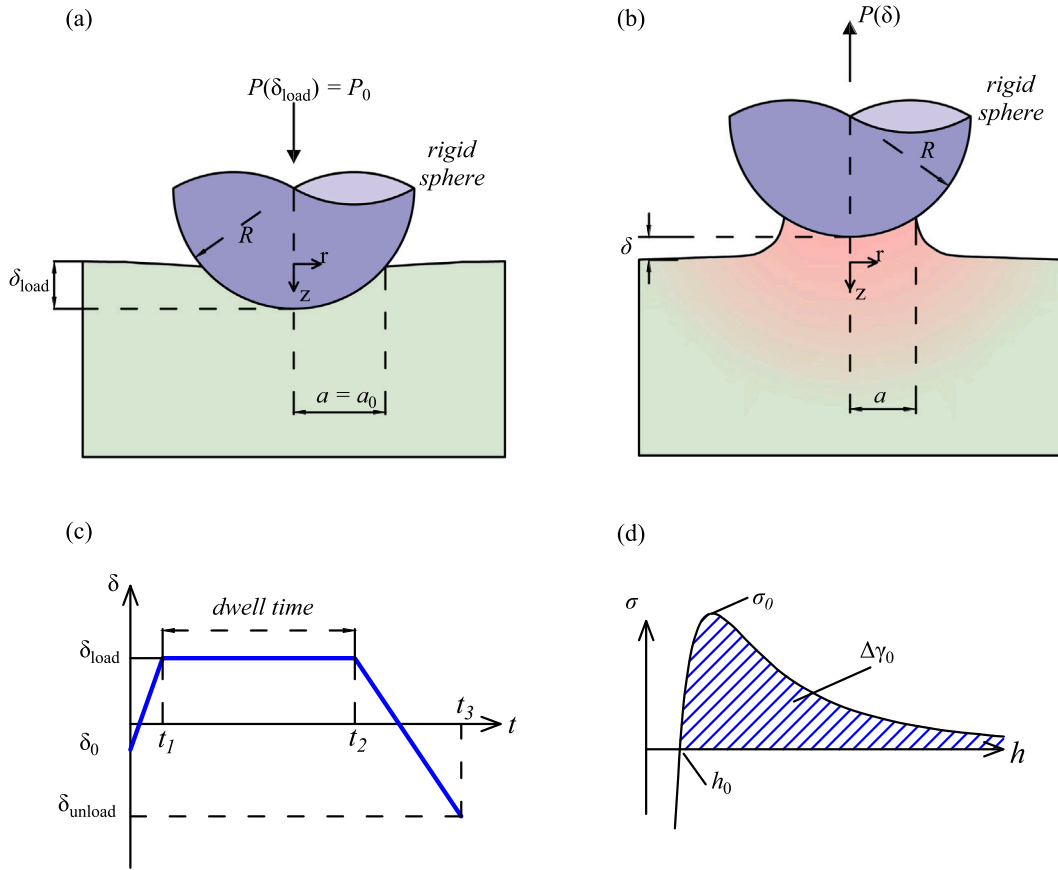 (a)
P(δload) = P0
rigid
sphere
R
δload
r
z
a = a0
(b)
P(δ)
rigid
sphere
R
δ
r
z
a
(c)
δ
dwell time
δload
t3
t1
t2
t
δ0
δunload
(d)
σ
σ0
Δγ0
h
h0